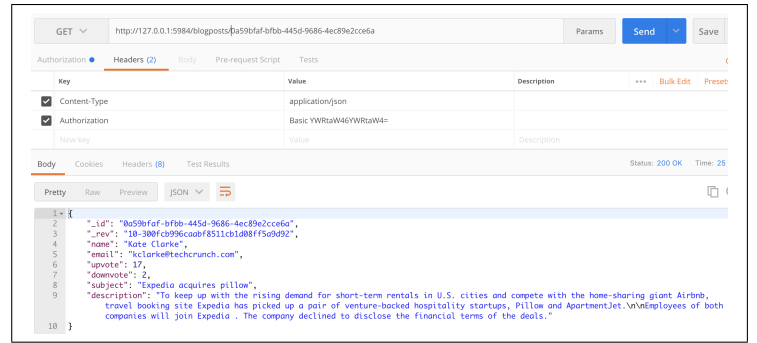 GET http://127.0.0.1:5984/blogposts/0a59bfaf-bfbb-445d-9686-4ec89e2cce6a Params Send Save
Authorization Headers (2) Body Pre-request Script Tests
Key Value Description ••• Bulk Edit Presets
Content-Type application/json
Authorization Basic YWRtaW46YWRtaW4=
New key Value Description
Body Cookies Headers (8) Test Results Status: 200 OK Time: 25
Pretty Raw Preview JSON
1 {
2 "_id": "0a59bfaf-bfbb-445d-9686-4ec89e2cce6a",
3 "_rev": "10-300fcb996caabf8511cb1d08ff5a9d92",
4 "name": "Kate Clarke",
5 "email": "kclarke@techcrunch.com",
6 "upvote": 17,
7 "downvote": 2,
8 "subject": "Expedia acquires pillow",
9 "description": "To keep up with the rising demand for short-term rentals in U.S. cities and compete with the home-sharing giant Airbnb,
travel booking site Expedia has picked up a pair of venture-backed hospitality startups, Pillow and ApartmentJet.\n\nEmployees of both
companies will join Expedia . The company declined to disclose the financial terms of the deals."
10 }